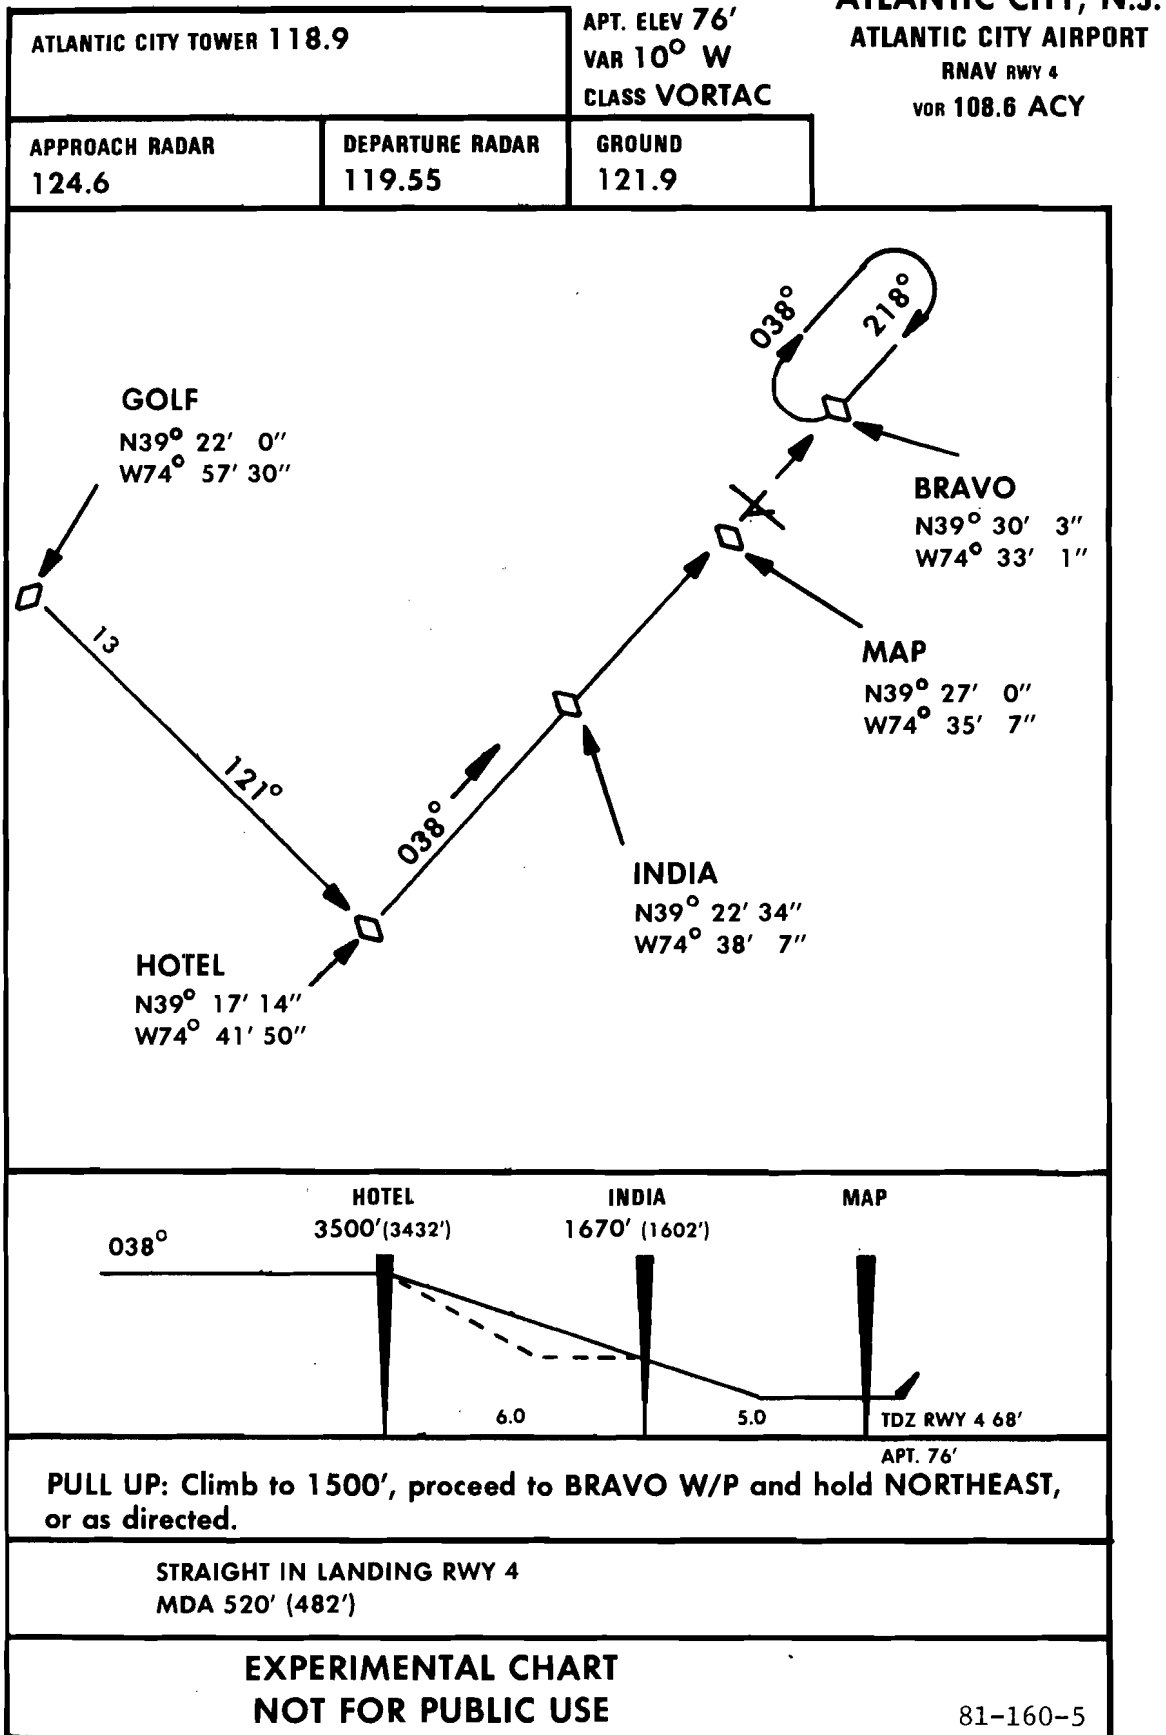 ATLANTIC CITY, N.J.
ATLANTIC CITY AIRPORT
RNAV RWY 4
VOR 108.6 ACY
ATLANTIC CITY TOWER 118.9
APT. ELEV 76'
VAR 10° W
CLASS VORTAC
APPROACH RADAR
124.6
DEPARTURE RADAR
119.55
GROUND
121.9
038°
218°
GOLF
N39° 22' 0"
W74° 57' 30"
BRAVO
N39° 30' 3"
W74° 33' 1"
13
MAP
N39° 27' 0"
W74° 35' 7"
121°
038°
INDIA
N39° 22' 34"
W74° 38' 7"
HOTEL
N39° 17' 14"
W74° 41' 50"
HOTEL
3500' (3432')
INDIA
1670' (1602')
MAP
038°
6.0
5.0
TDZ RWY 4 68'
APT. 76'
PULL UP: Climb to 1500', proceed to BRAVO W/P and hold NORTHEAST,
or as directed.
STRAIGHT IN LANDING RWY 4
MDA 520' (482')
EXPERIMENTAL CHART
NOT FOR PUBLIC USE
81-160-5